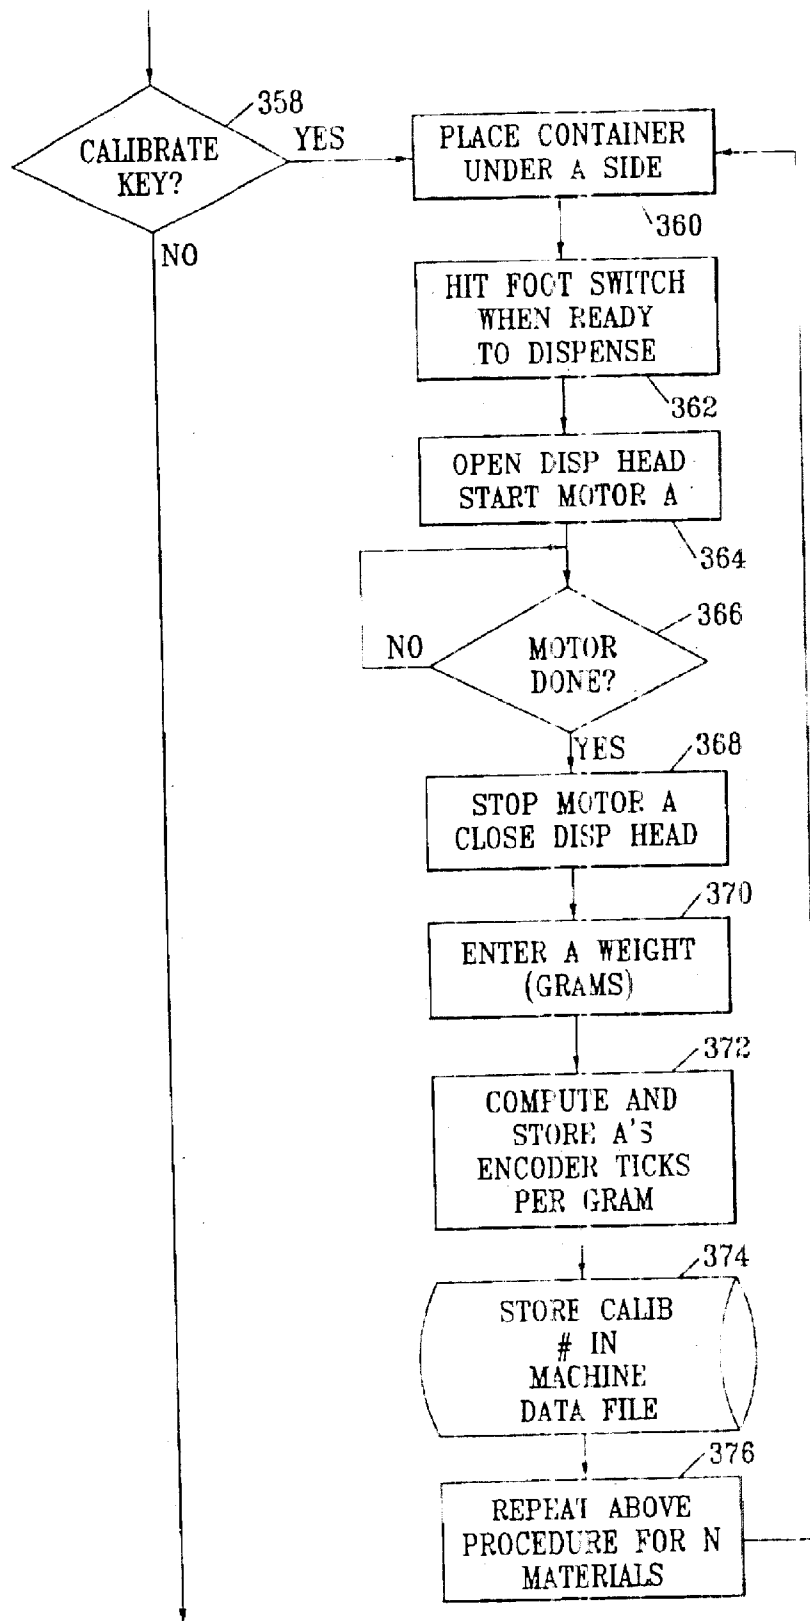 358
CALIBRATE
KEY?
YES
NO
PLACE CONTAINER
UNDER A SIDE
360
HIT FOOT SWITCH
WHEN READY
TO DISPENSE
362
OPEN DISP HEAD
START MOTOR A
364
366
MOTOR
DONE?
NO
YES
368
STOP MOTOR A
CLOSE DISP HEAD
370
ENTER A WEIGHT
(GRAMS)
372
COMPUTE AND
STORE A'S
ENCODER TICKS
PER GRAM
374
STORE CALIB
# IN
MACHINE
DATA FILE
376
REPEAT ABOVE
PROCEDURE FOR N
MATERIALS